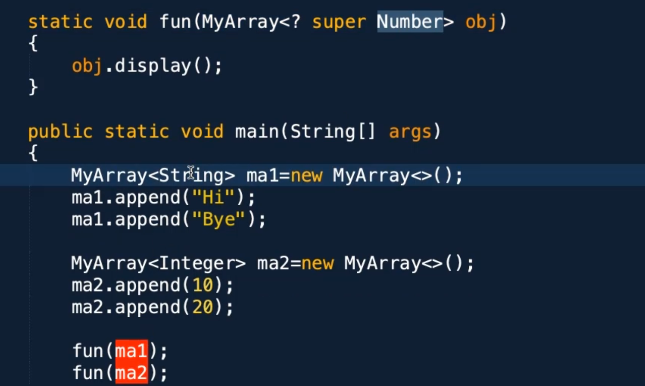 static void fun(MyArray<? super Number> obj)
{
obj.display();
}
public static void main(String[] args)
{
MyArray<String> ma1=new MyArray<>();
ma1.append("Hi");
ma1.append("Bye");
MyArray<Integer> ma2=new MyArray<>();
ma2.append(10);
ma2.append(20);
fun(ma1);
fun(ma2);